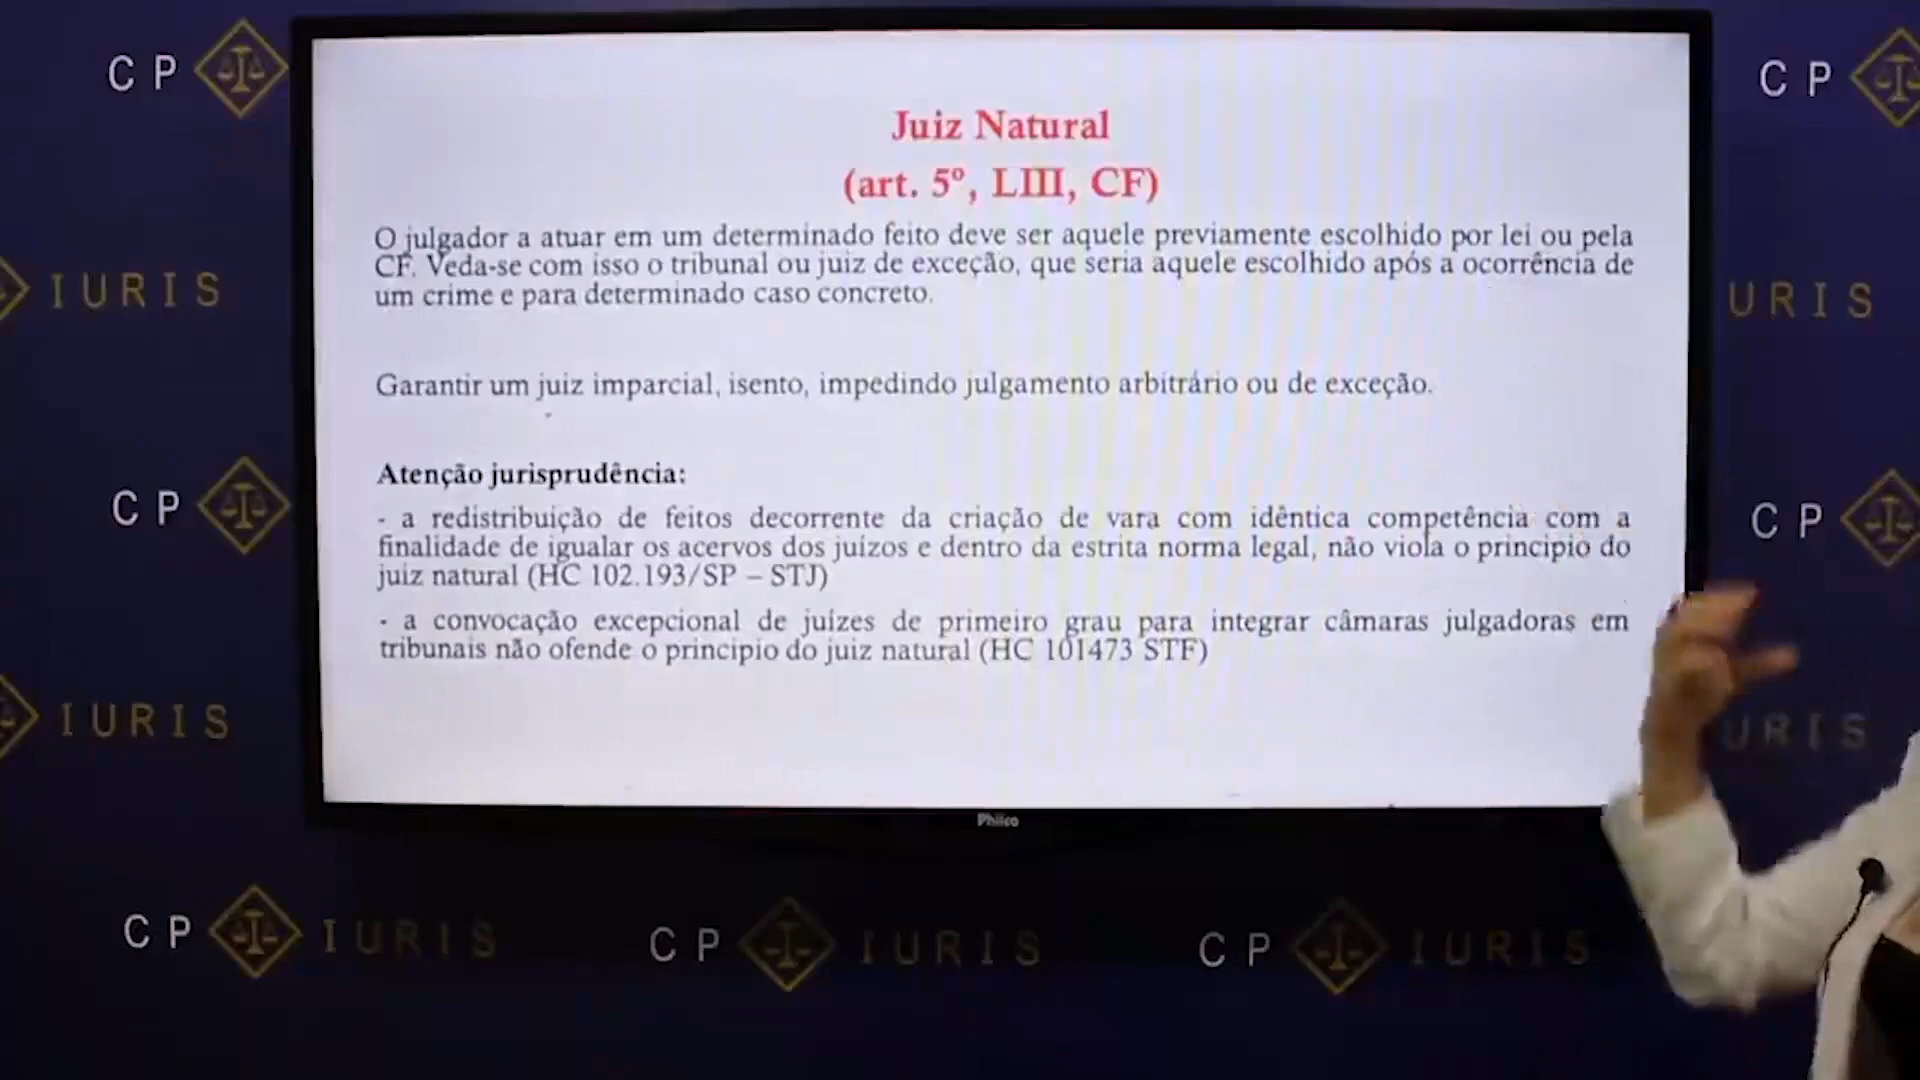 CP
CP
Juiz Natural
(art. 5º, LIII, CF)
O julgador a atuar em um determinado feito deve ser aquele previamente escolhido por lei ou pela
CF. Veda-se com isso o tribunal ou juiz de exceção, que seria aquele escolhido após a ocorrência de
um crime e para determinado caso concreto.
IURIS
URIS
Garantir um juiz imparcial, isento, impedindo julgamento arbitrário ou de exceção.
Atenção jurisprudência:
CP
CP
- a redistribuição de feitos decorrente da criação de vara com idêntica competência com a
finalidade de igualar os acervos dos juízos e dentro da estrita norma legal, não viola o principio do
juiz natural (HC 102.193/SP – STJ)
- a convocação excepcional de juízes de primeiro grau para integrar câmaras julgadoras em
tribunais não ofende o principio do juiz natural (HC 101473 STF)
IURIS
URIS
Philco
CP IURIS
CP IURIS
CP IURIS